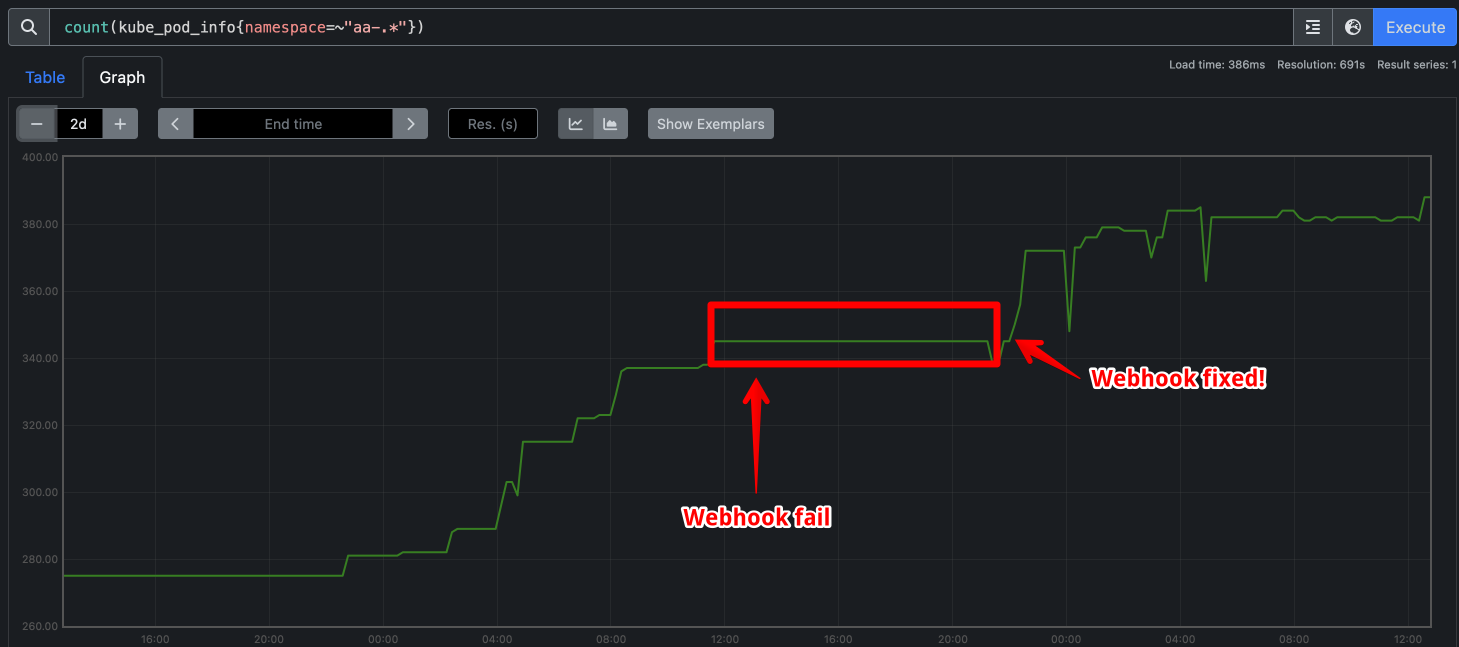 count(kube_pod_info{namespace=~"aa-.*"})
Execute
Load time: 386ms Resolution: 691s Result series: 1
Table
Graph
− 2d +
< End time >
Res. (s)
Show Exemplars
400.00
380.00
360.00
340.00
320.00
300.00
280.00
260.00
Webhook fixed!
Webhook fail
16:00 20:00 00:00 04:00 08:00 12:00 16:00 20:00 00:00 04:00 08:00 12:00